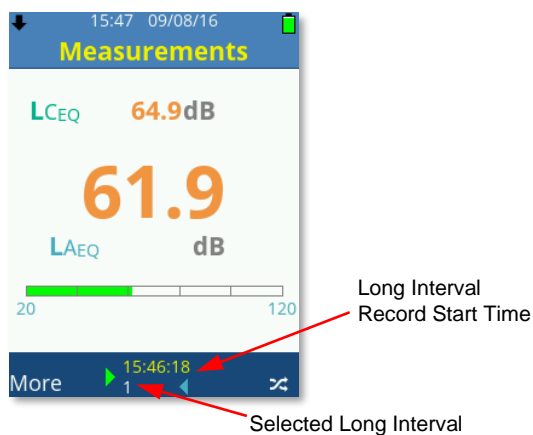 15:47 09/08/16
Measurements
LCEQ 64.9dB
61.9
LAEQ dB
20 120
Long Interval
Record Start Time
15:46:18
More 1
Selected Long Interval